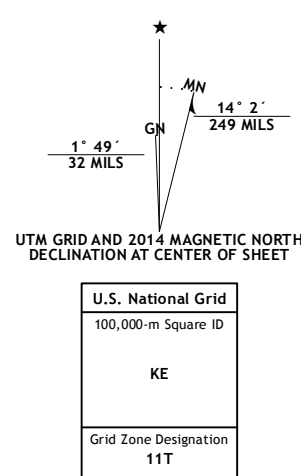 ★
MN
GN
14° 2´
249 MILS
1° 49´
32 MILS
UTM GRID AND 2014 MAGNETIC NORTH
DECLINATION AT CENTER OF SHEET
U.S. National Grid
100,000-m Square ID
KE
Grid Zone Designation
11T